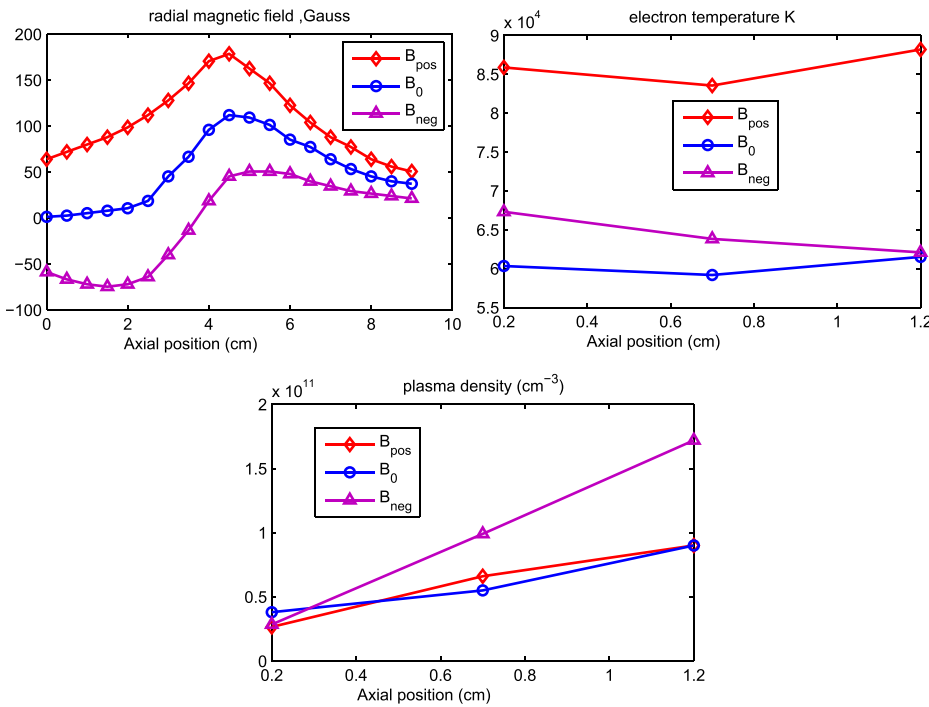 radial magnetic field ,Gauss
200
150
100
50
0
−50
−100
0 2 4 6 8 10
Axial position (cm)
B_pos
B_0
B_neg
electron temperature K
x 10^4
9
8.5
8
7.5
7
6.5
6
5.5
0.2 0.4 0.6 0.8 1 1.2
Axial position (cm)
B_pos
B_0
B_neg
plasma density (cm^−3)
x 10^11
2
1.5
1
0.5
0
0.2 0.4 0.6 0.8 1 1.2
Axial position (cm)
B_pos
B_0
B_neg